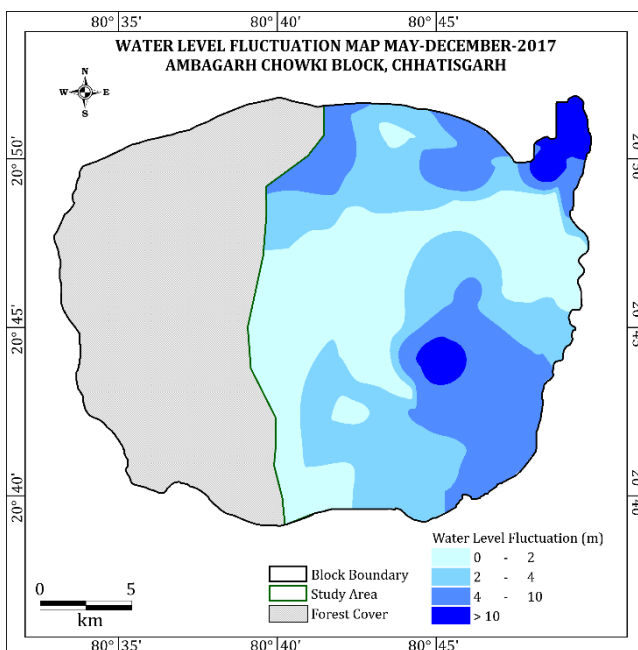 80° 35' 80° 40' 80° 45'
WATER LEVEL FLUCTUATION MAP MAY-DECEMBER-2017
AMBAGARH CHOWKI BLOCK, CHHATISGARH
N
W E
S
20° 50'
20° 45'
20° 40'
Water Level Fluctuation (m)
0 - 2
2 - 4
4 - 10
> 10
Block Boundary
Study Area
Forest Cover
0 5
km
80° 35' 80° 40' 80° 45'